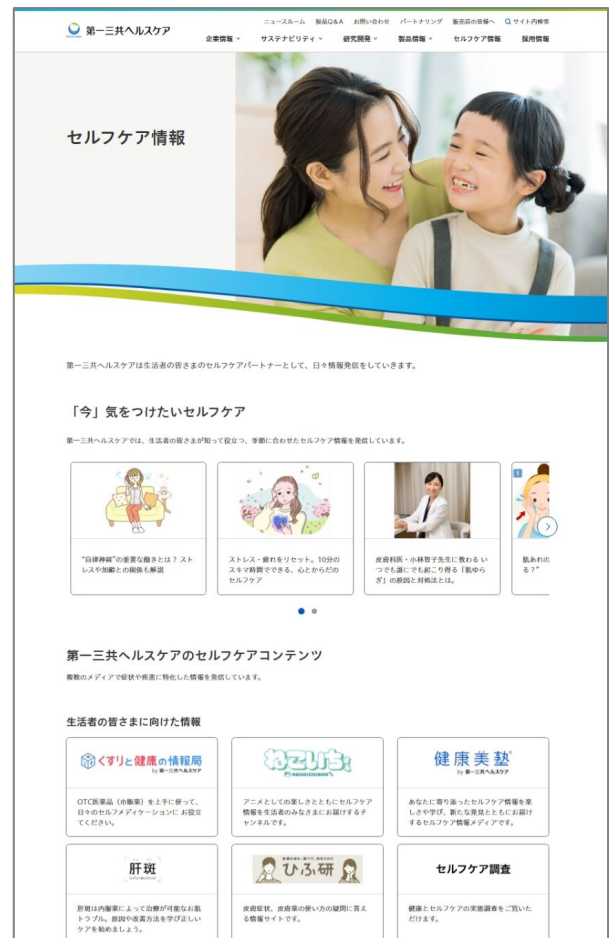 第一三共ヘルスケア
ニュースルーム 製品Q&A お問い合わせ パートナリング 販売店の皆様へ サイト内検索
企業情報 サステナビリティ 研究開発 製品情報 セルフケア情報 採用情報
セルフケア情報
第一三共ヘルスケアは生活者の皆さまのセルフケアパートナーとして、日々情報発信をしていきます。
「今」気をつけたいセルフケア
第一三共ヘルスケアでは、生活者の皆さまが知って役立つ、季節に合わせたセルフケア情報を発信しています。
"自律神経"の重要な働きとは？ スト
レスや加齢との関係も解説
ストレス・疲れをリセット。10分の
スキマ時間でできる、心とからだの
セルフケア
皮膚科医・小林智子先生に教わる い
つでも誰にでも起こり得る「肌ゆら
ぎ」の原因と対処法とは。
1
肌あれの
る？"
第一三共ヘルスケアのセルフケアコンテンツ
複数のメディアで症状や疾患に特化した情報を発信しています。
生活者の皆さまに向けた情報
くすりと健康の情報局
by 第一三共ヘルスケア
OTC医薬品（市販薬）を上手に使って、
日々のセルフメディケーションに お役立
てください。
ねこいち
NEKOICHIBAN
アニメとしての楽しさとともにセルフケア
情報を生活者のみなさまにお届けするチ
ャンネルです。
健康美塾
by 第一三共ヘルスケア
あなたに寄り添ったセルフケア情報を楽
しさや学び、新たな発見とともにお届け
するセルフケア情報メディアです。
肝斑
肝斑は内服薬によって治療が可能なお肌
トラブル。原因や改善方法を学び正しい
ケアを始めましょう。
ひふ研
皮膚症状、皮膚薬の使い方の疑問に答え
る情報サイトです。
セルフケア調査
健康とセルフケアの実態調査をご覧いた
だけます。